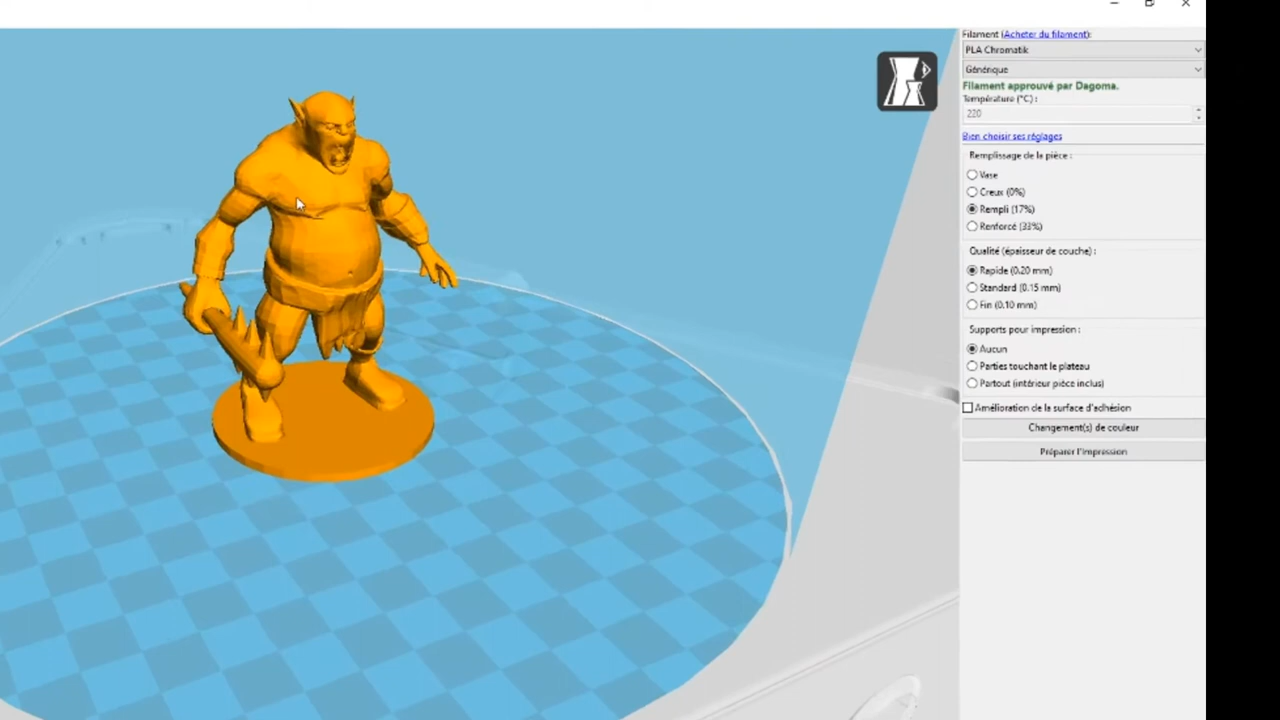 Filament (Acheter du filament):
PLA Chromatik
Générique
Filament approuvé par Dagoma.
Température (°C) :
220
Bien choisir ses réglages
Remplissage de la pièce :
Vase
Creux (0%)
Rempli (17%)
Renforcé (33%)
Qualité (épaisseur de couche) :
Rapide (0.20 mm)
Standard (0.15 mm)
Fin (0.10 mm)
Supports pour impression :
Aucun
Parties touchant le plateau
Partout (intérieur pièce inclus)
Amélioration de la surface d'adhésion
Changement(s) de couleur
Préparer l'impression